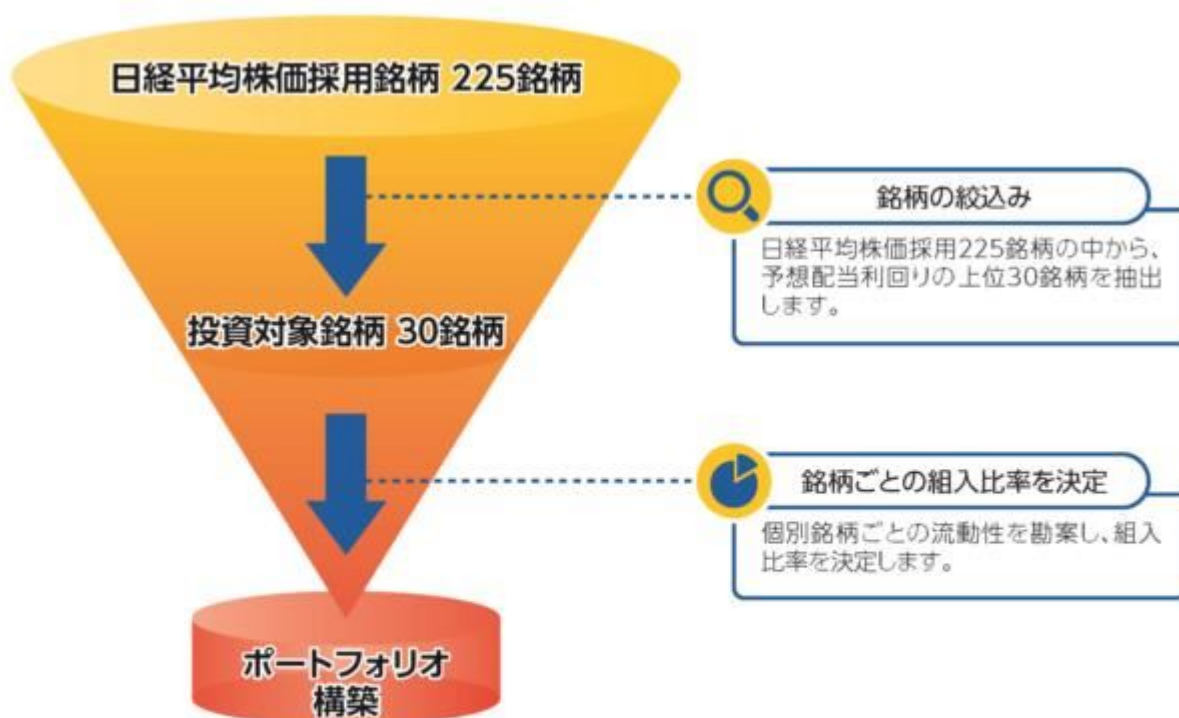 日経平均株価採用銘柄 225銘柄
銘柄の絞込み
日経平均株価採用225銘柄の中から、
予想配当利回りの上位30銘柄を抽出
します。
投資対象銘柄 30銘柄
銘柄ごとの組入比率を決定
個別銘柄ごとの流動性を勘案し、組入
比率を決定します。
ポートフォリオ
構築